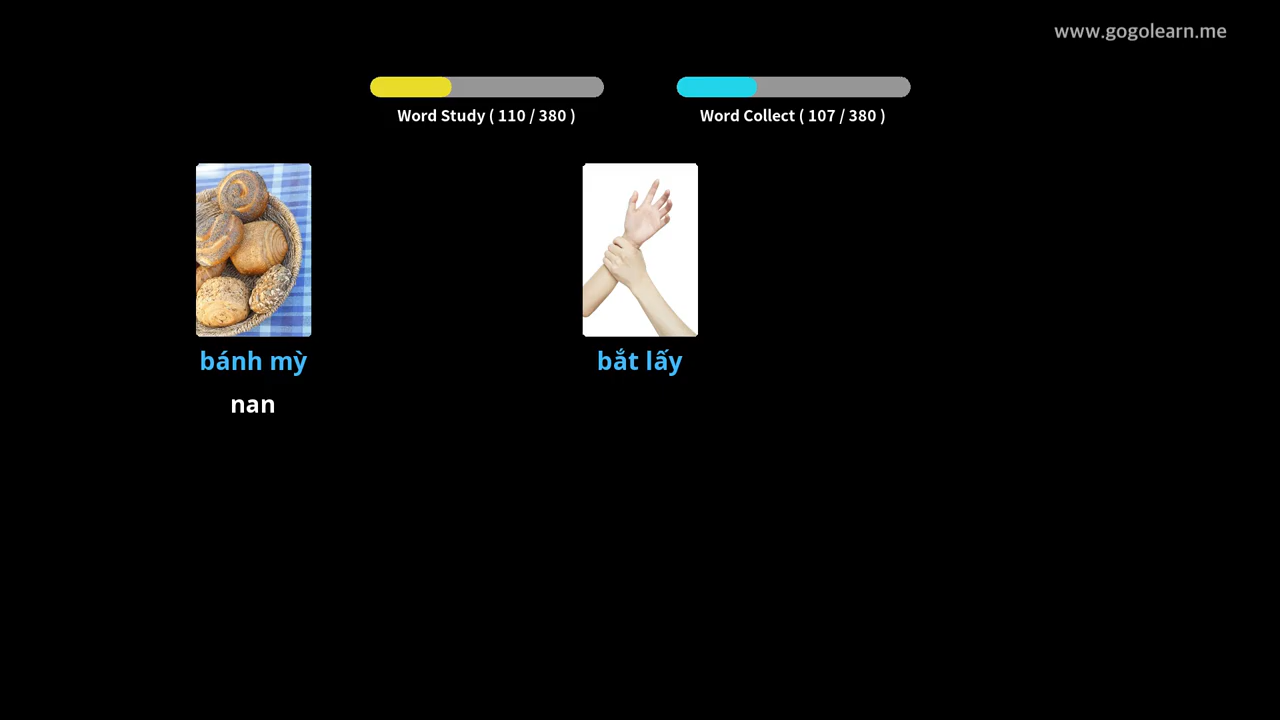 www.gogolearn.me
Word Study ( 110 / 380 )
Word Collect ( 107 / 380 )
bánh mỳ
nan
bắt lấy